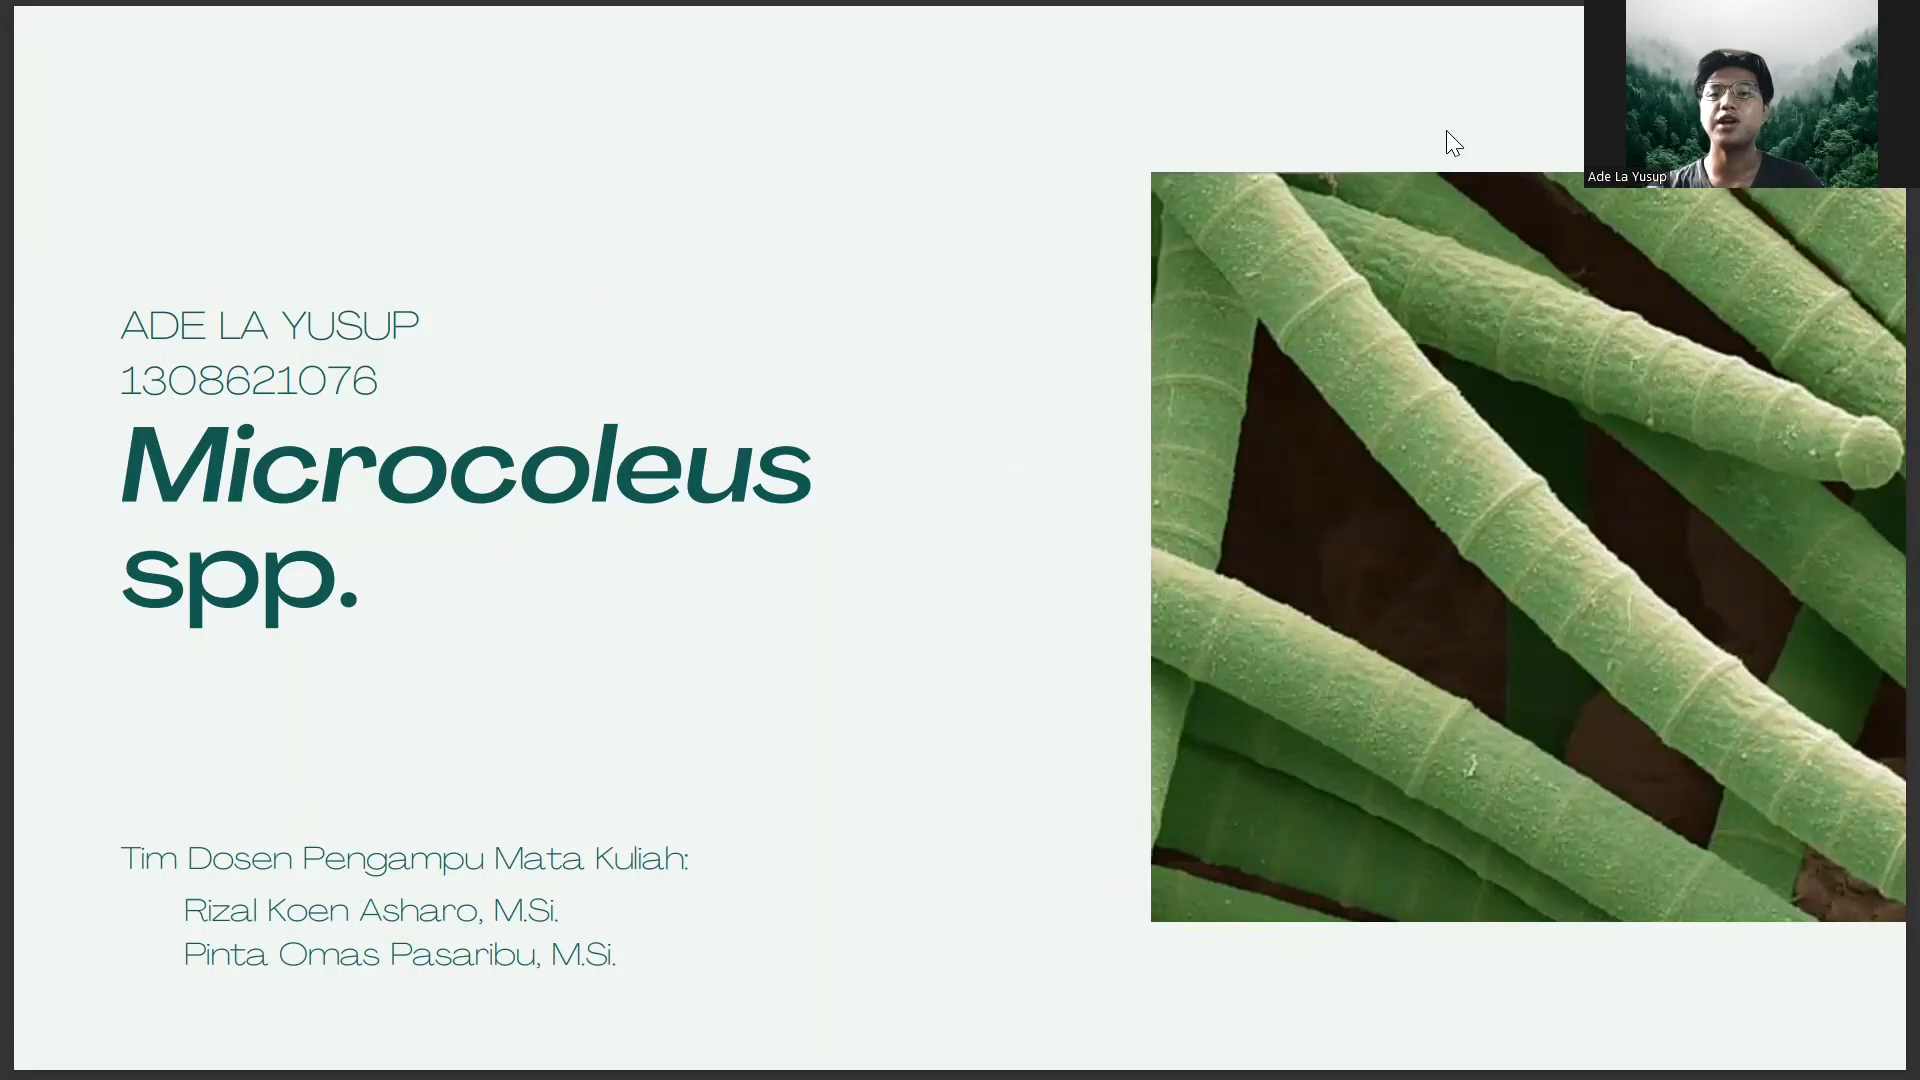 Ade La Yusup
ADE LA YUSUP
1308621076
Microcoleus
spp.
Tim Dosen Pengampu Mata Kuliah:
Rizal Koen Asharo, M.Si.
Pinta Omas Pasaribu, M.Si.